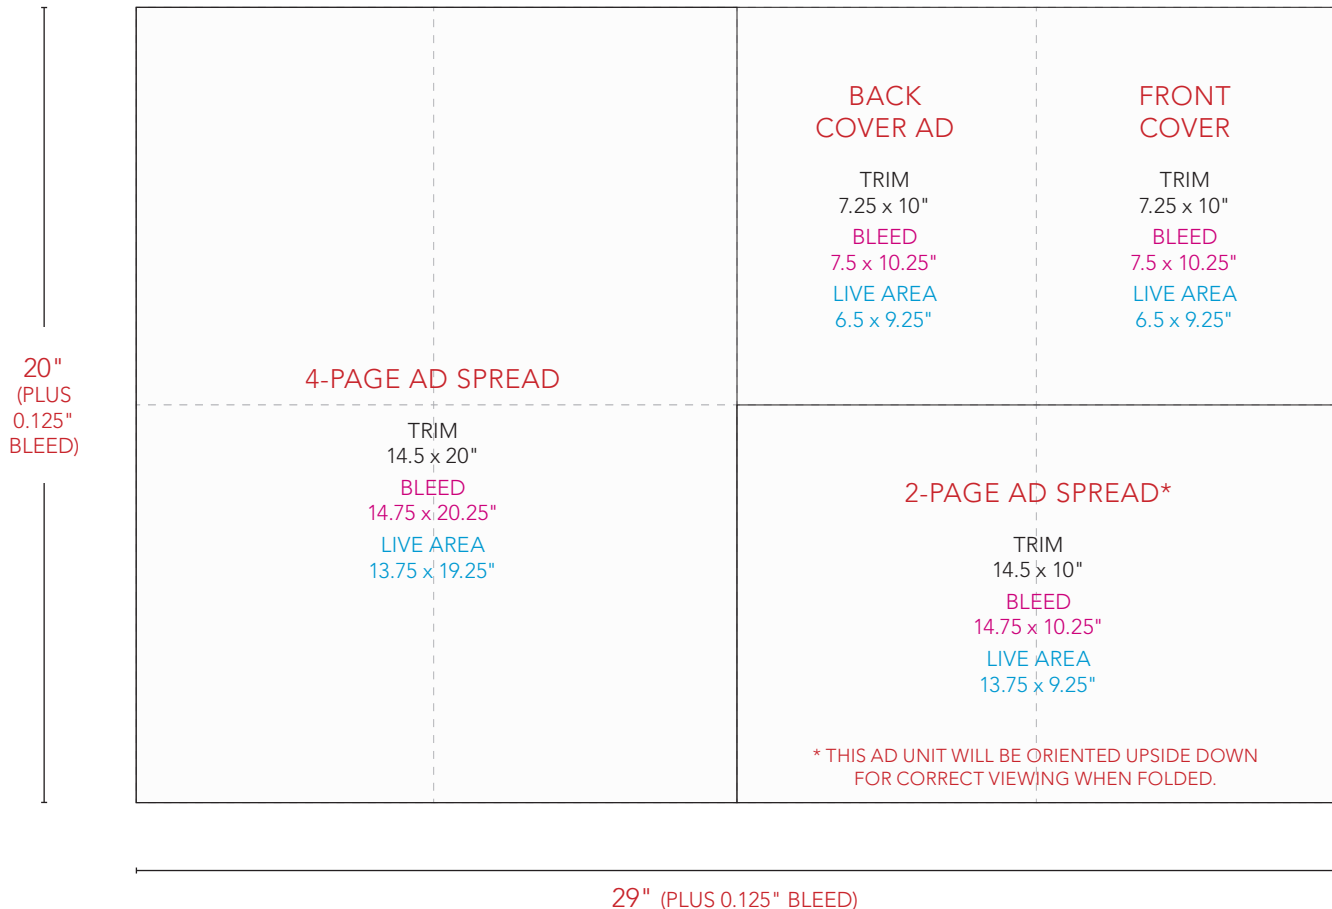 BACK
COVER AD
TRIM
7.25 x 10"
BLEED
7.5 x 10.25"
LIVE AREA
6.5 x 9.25"
FRONT
COVER
TRIM
7.25 x 10"
BLEED
7.5 x 10.25"
LIVE AREA
6.5 x 9.25"
20"
(PLUS
0.125"
BLEED)
4-PAGE AD SPREAD
TRIM
14.5 x 20"
BLEED
14.75 x 20.25"
LIVE AREA
13.75 x 19.25"
2-PAGE AD SPREAD*
TRIM
14.5 x 10"
BLEED
14.75 x 10.25"
LIVE AREA
13.75 x 9.25"
* THIS AD UNIT WILL BE ORIENTED UPSIDE DOWN
FOR CORRECT VIEWING WHEN FOLDED.
29" (PLUS 0.125" BLEED)